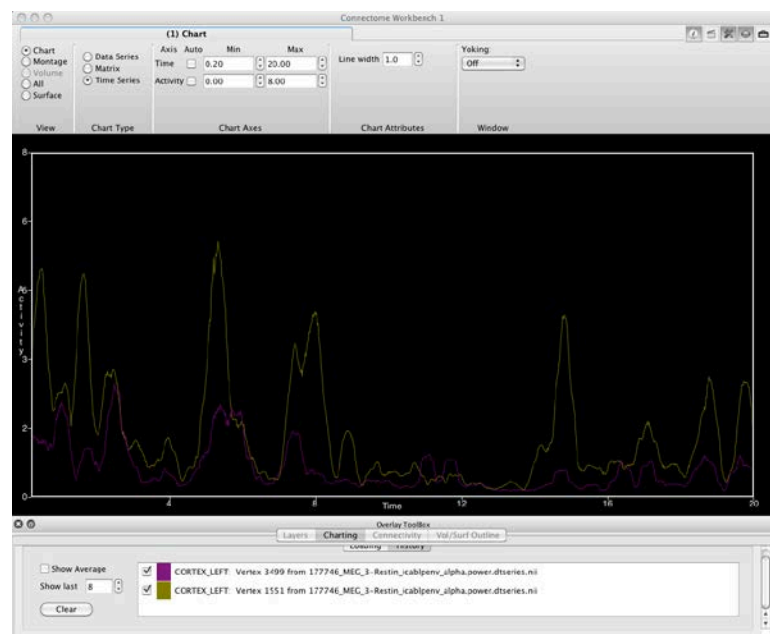 Connectome Workbench 1
(1) Chart
Chart
Montage
Volume
All
Surface
View
Data Series
Matrix
Time Series
Chart Type
Axis Auto Min Max
Time 0.20 20.00
Activity 0.00 8.00
Chart Axes
Line width 1.0
Chart Attributes
Yoking:
Off
Window
8
6
5
3
2
0
Activity
4 8 12 16 20
Time
Overlay ToolBox
Layers Charting Connectivity Vol/Surf Outline
Loading History
Show Average
Show last 8
Clear
CORTEX_LEFT: Vertex 3499 from 177746_MEG_3-Restin_icablpenv_alpha.power.dtseries.nii
CORTEX_LEFT: Vertex 1551 from 177746_MEG_3-Restin_icablpenv_alpha.power.dtseries.nii